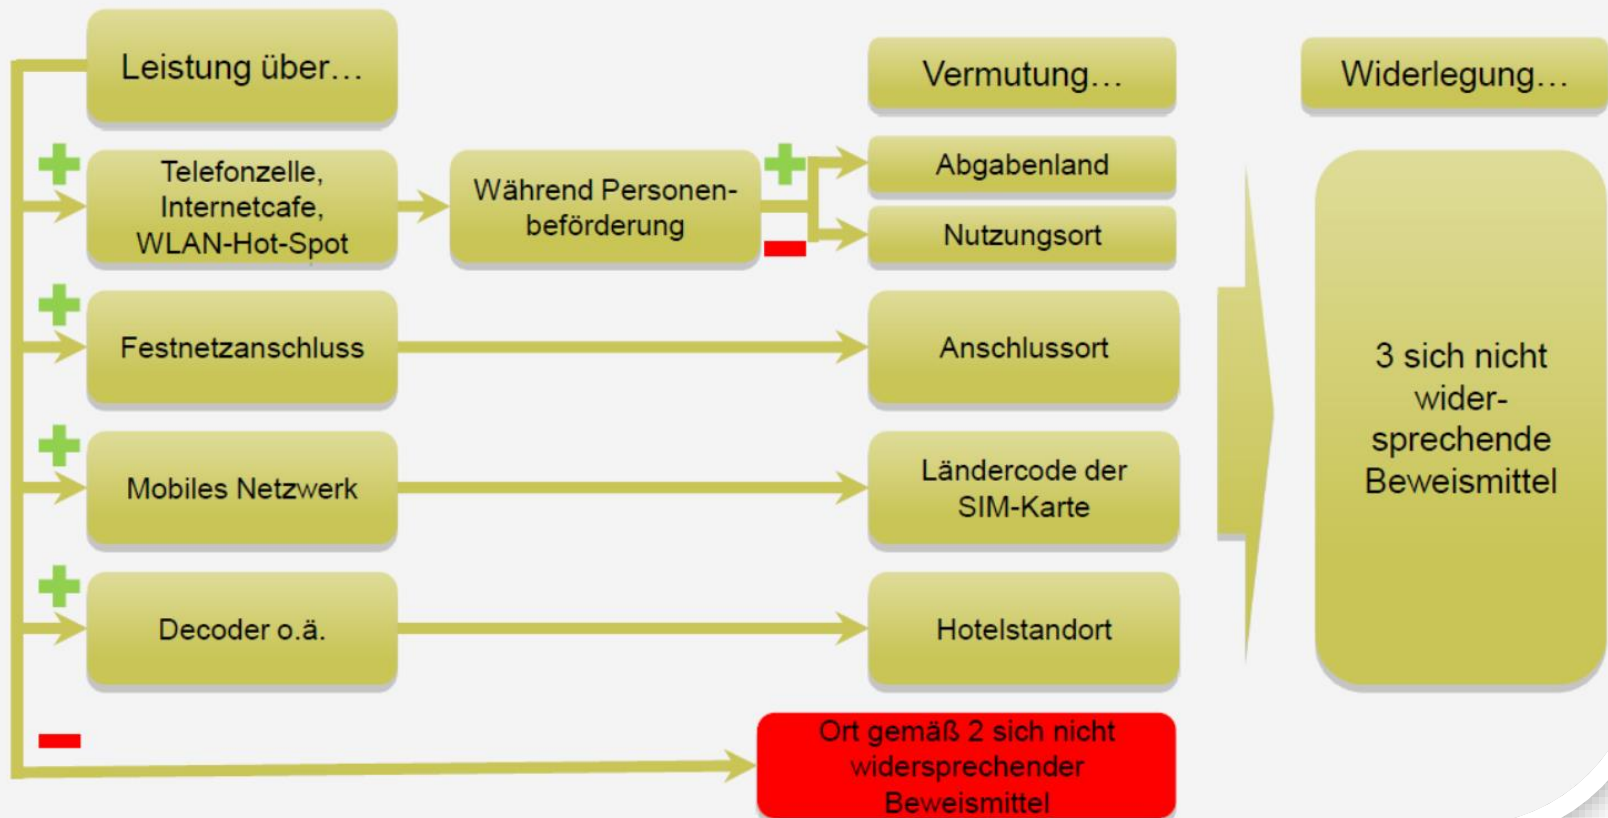 Leistung über…
Vermutung…
Widerlegung…
Telefonzelle,
Internetcafe,
WLAN-Hot-Spot
Während Personen-
beförderung
Abgabenland
Nutzungsort
Festnetzanschluss
Anschlussort
Mobiles Netzwerk
Ländercode der
SIM-Karte
Decoder o.ä.
Hotelstandort
3 sich nicht
wider-
sprechende
Beweismittel
Ort gemäß 2 sich nicht
widersprechender
Beweismittel